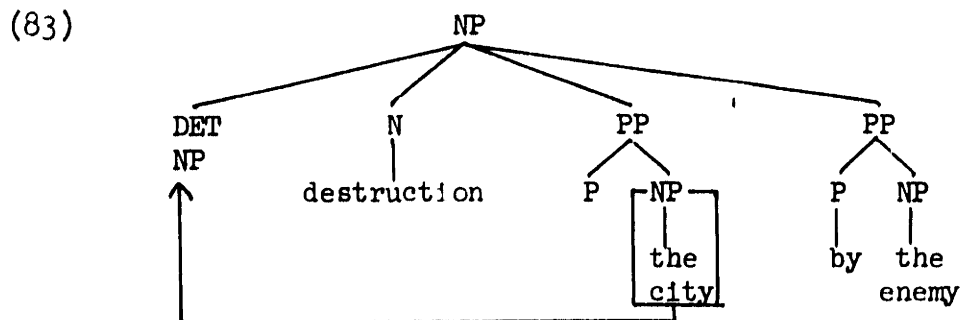 (83)
NP
DET N PP PP
NP
destruction P NP P NP
the by the
city enemy